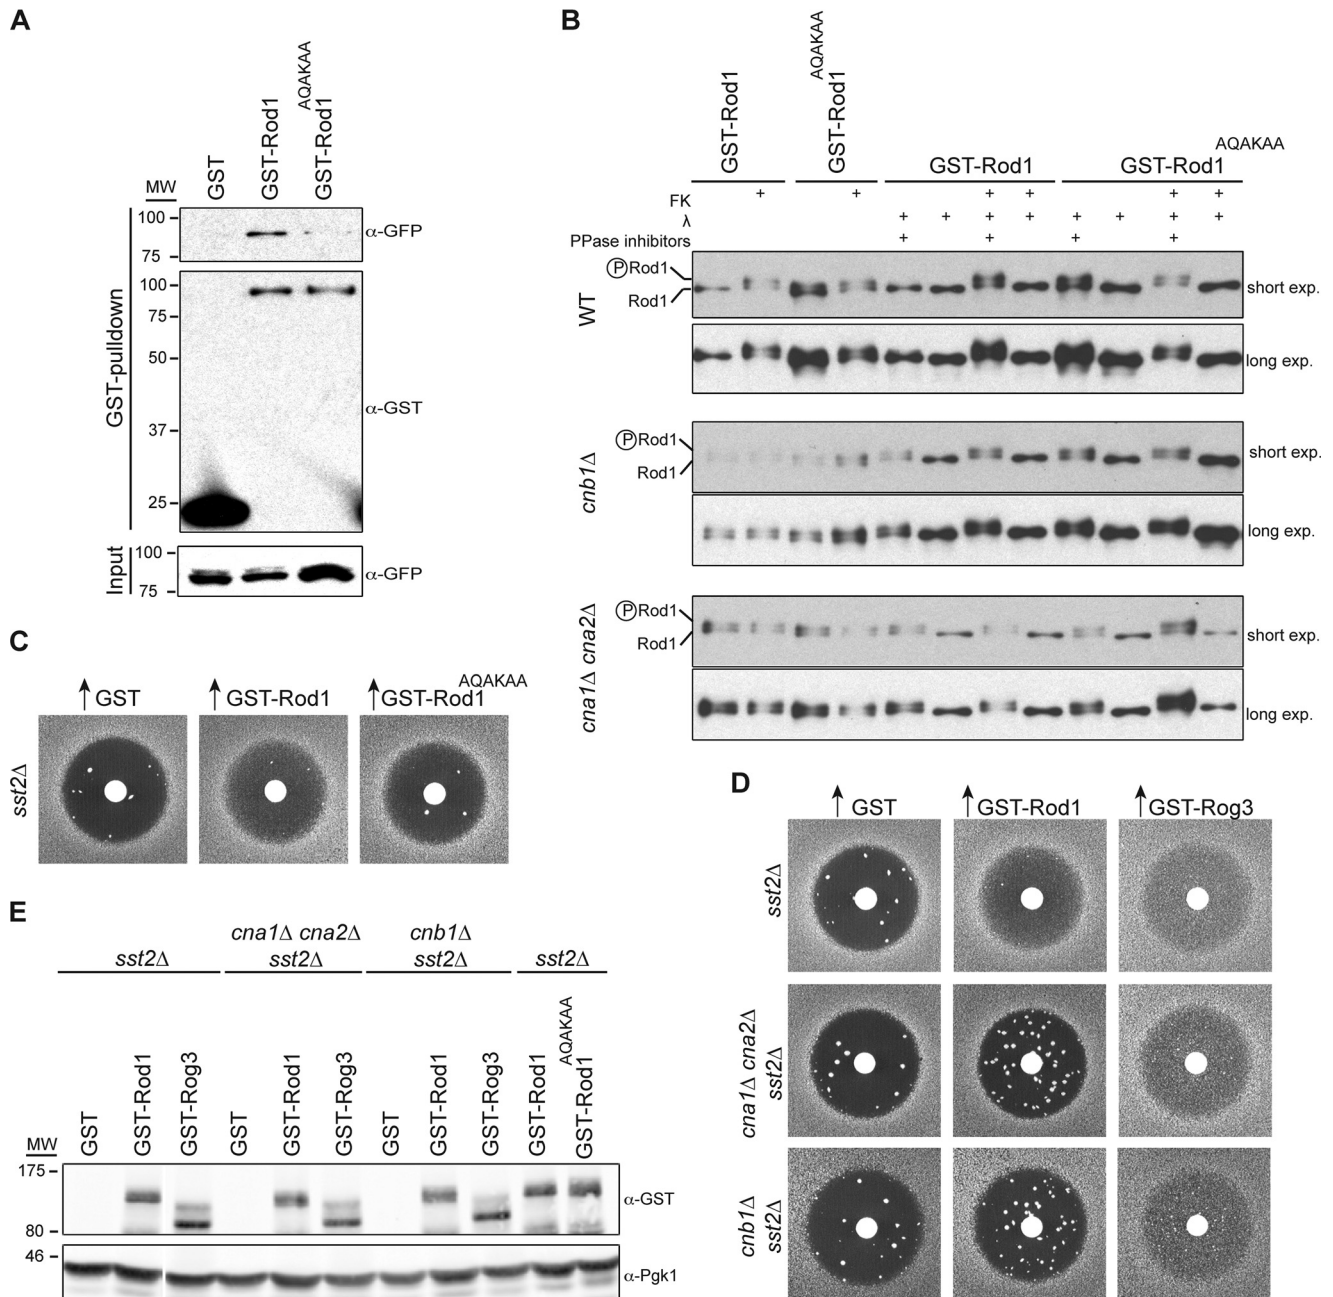 A
MW
GST
GST-Rod1
GST-Rod1 AQAKAA
GST-pulldown
100
75
α-GFP
100
75
50
37
25
α-GST
Input
100
75
α-GFP
B
GST-Rod1
GST-Rod1 AQAKAA
GST-Rod1
GST-Rod1 AQAKAA
FK + + + + + +
λ + + + + + + + +
PPase inhibitors + + + +
WT
P Rod1
Rod1
short exp.
long exp.
cnb1Δ
P Rod1
Rod1
short exp.
long exp.
cna1Δ cna2Δ
P Rod1
Rod1
short exp.
long exp.
C
↑ GST
↑ GST-Rod1
↑ GST-Rod1 AQAKAA
sst2Δ
D
↑ GST
↑ GST-Rod1
↑ GST-Rog3
sst2Δ
cna1Δ cna2Δ
sst2Δ
cnb1Δ
sst2Δ
E
sst2Δ
cna1Δ cna2Δ
sst2Δ
cnb1Δ
sst2Δ
sst2Δ
MW
GST
GST-Rod1
GST-Rog3
GST
GST-Rod1
GST-Rog3
GST
GST-Rod1
GST-Rog3
GST-Rod1
GST-Rod1 AQAKAA
175
80
α-GST
46
α-Pgk1